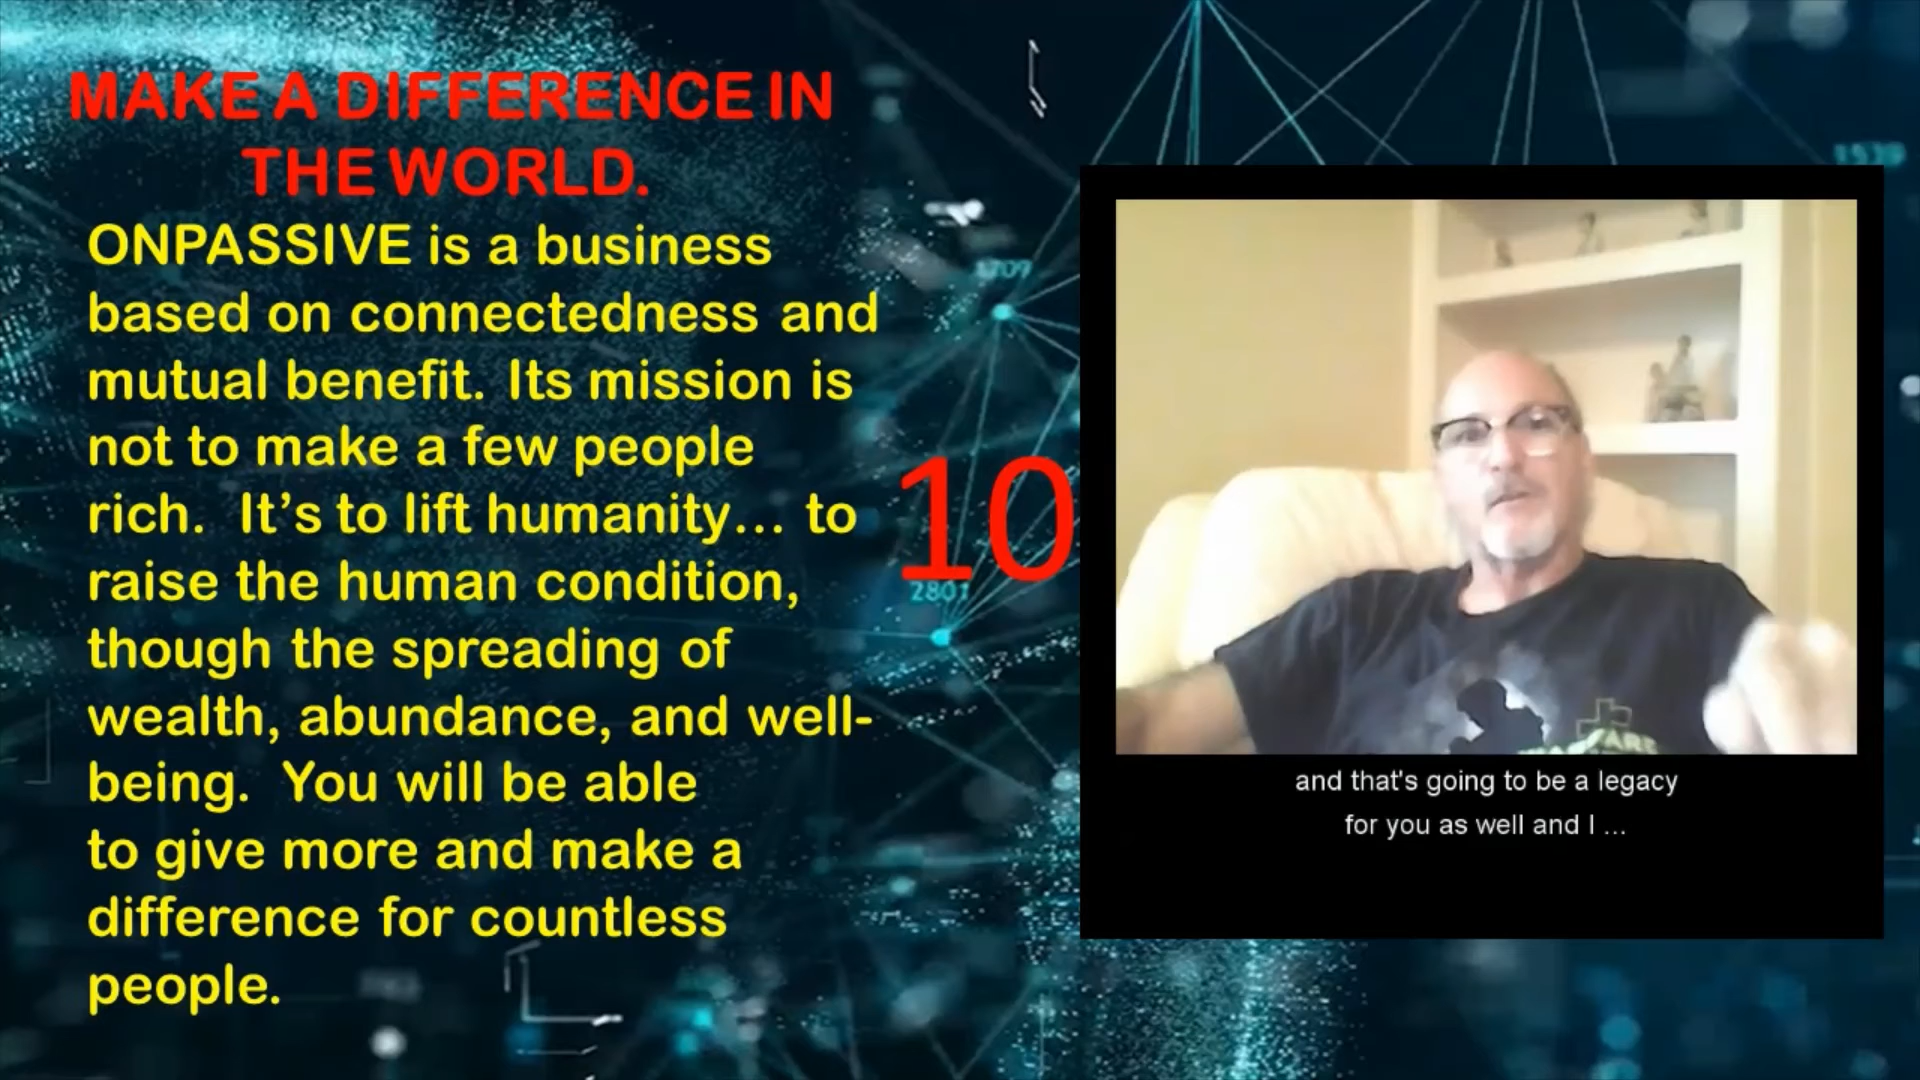 MAKE A DIFFERENCE IN
THE WORLD.
ONPASSIVE is a business
based on connectedness and
mutual benefit. Its mission is
not to make a few people
rich. It’s to lift humanity… to
raise the human condition,
though the spreading of
wealth, abundance, and well-
being. You will be able
to give more and make a
difference for countless
people.
10
1709
2801
1539
and that's going to be a legacy
for you as well and I ...